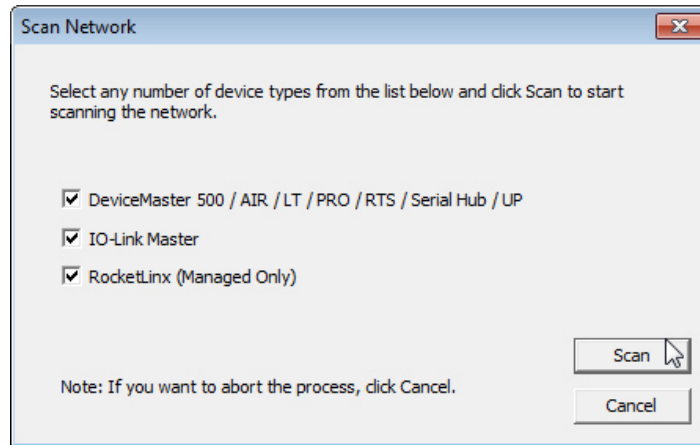 Scan Network
Select any number of device types from the list below and click Scan to start
scanning the network.
DeviceMaster 500 / AIR / LT / PRO / RTS / Serial Hub / UP
IO-Link Master
RocketLinx (Managed Only)
Scan
Note: If you want to abort the process, click Cancel.
Cancel